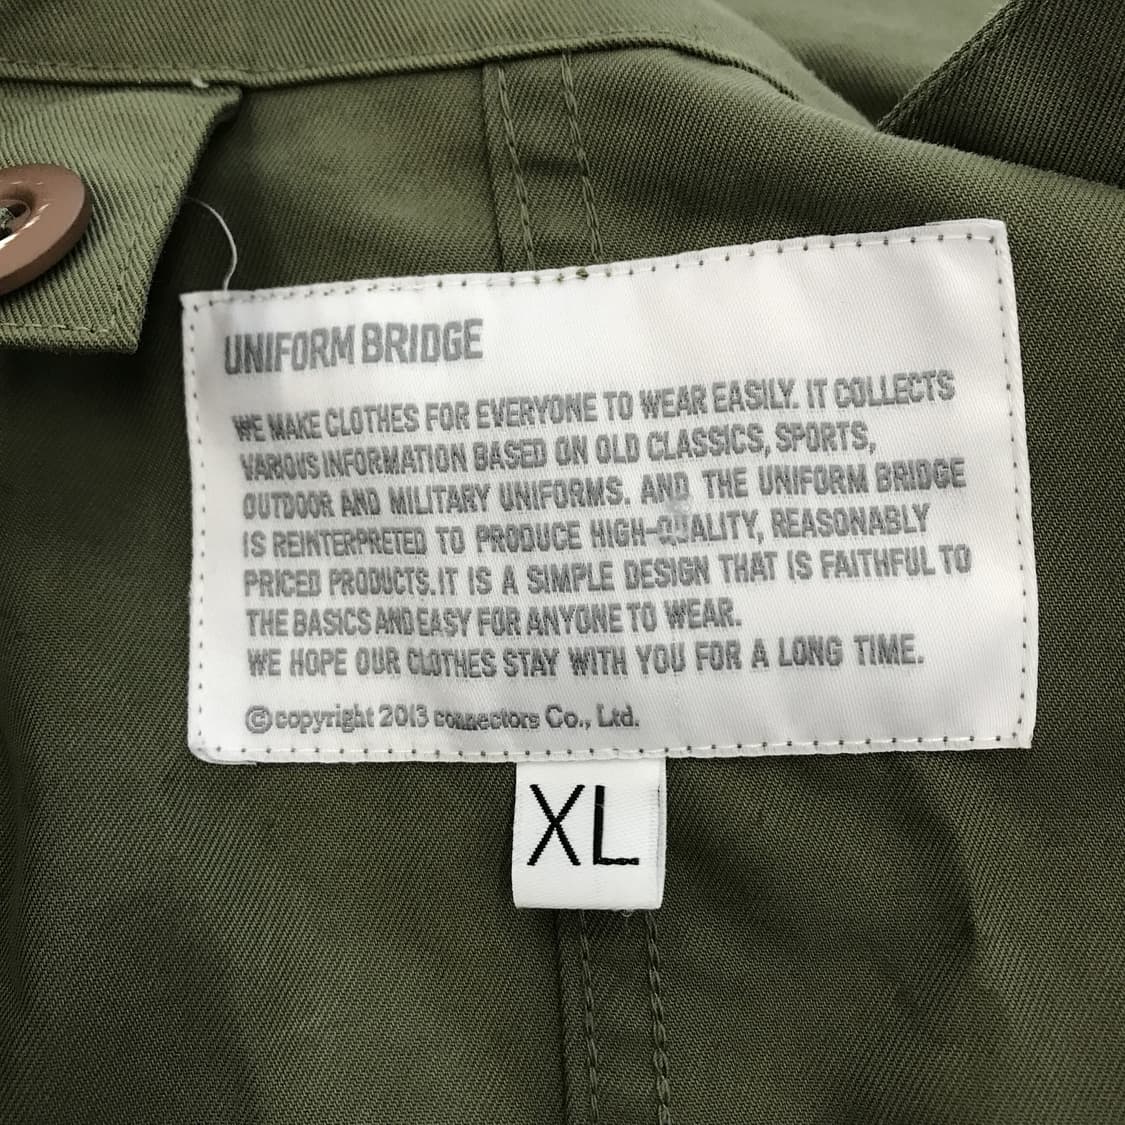 UNIFORM BRIDGE
WE MAKE CLOTHES FOR EVERYONE TO WEAR EASILY. IT COLLECTS
VARIOUS INFORMATION BASED ON OLD CLASSICS, SPORTS,
OUTDOOR AND MILITARY UNIFORMS. AND THE UNIFORM BRIDGE
IS REINTERPRETED TO PRODUCE HIGH-QUALITY, REASONABLY
PRICED PRODUCTS.IT IS A SIMPLE DESIGN THAT IS FAITHFUL TO
THE BASICS AND EASY FOR ANYONE TO WEAR.
WE HOPE OUR CLOTHES STAY WITH YOU FOR A LONG TIME.
©copyright 2013 connectors Co., Ltd.
XL